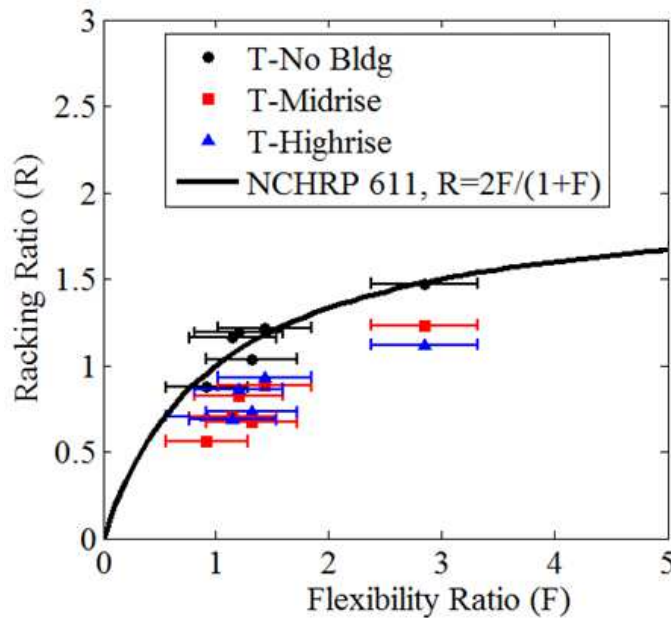 3
2.5
2
1.5
1
0.5
0
T-No Bldg
T-Midrise
T-Highrise
NCHRP 611, R=2F/(1+F)
Racking Ratio (R)
0 1 2 3 4 5
Flexibility Ratio (F)